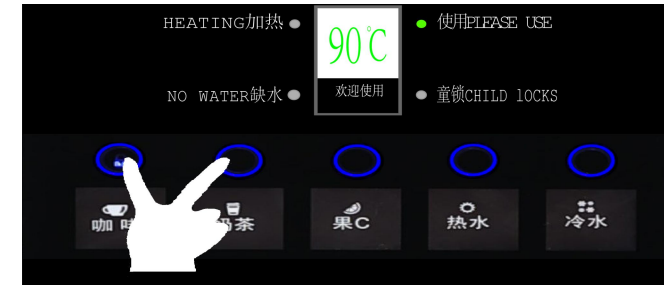 HEATING加热
90℃
使用PLEASE USE
NO WATER缺水
欢迎使用
童锁CHILD lOCKS
咖
茶
果C
热水
冷水